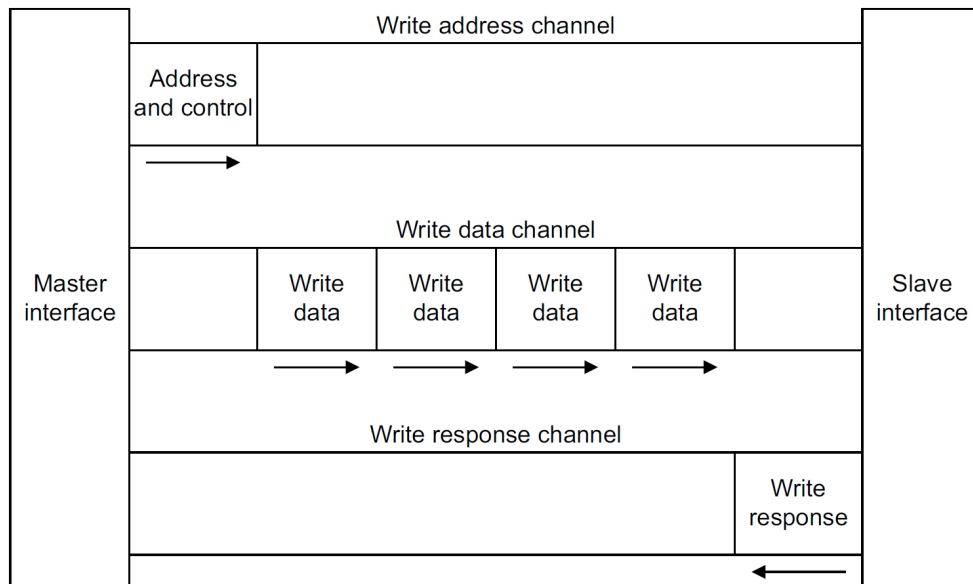 Write address channel
Address
and control
Write data channel
Master
interface
Write
data
Write
data
Write
data
Write
data
Slave
interface
Write response channel
Write
response